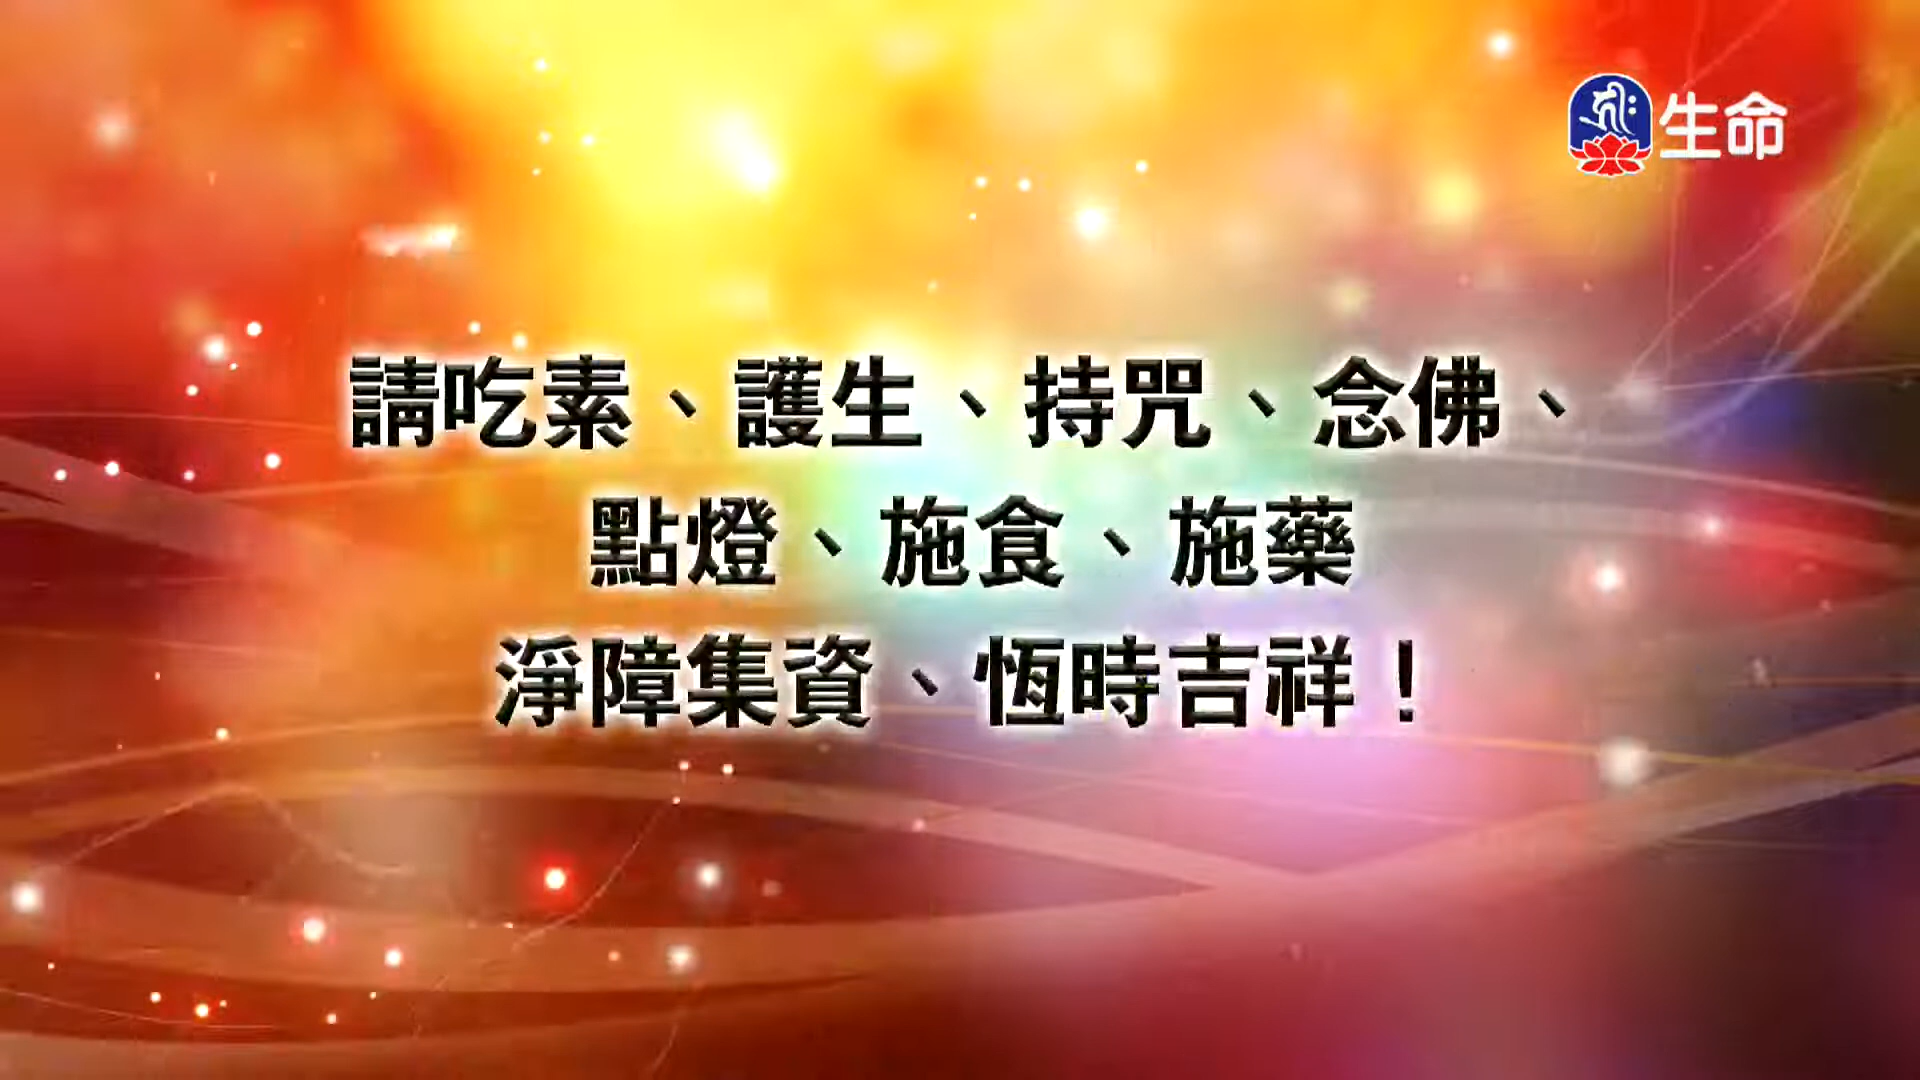 生命
請吃素、護生、持咒、念佛、
點燈、施食、施藥
淨障集資、恆時吉祥！